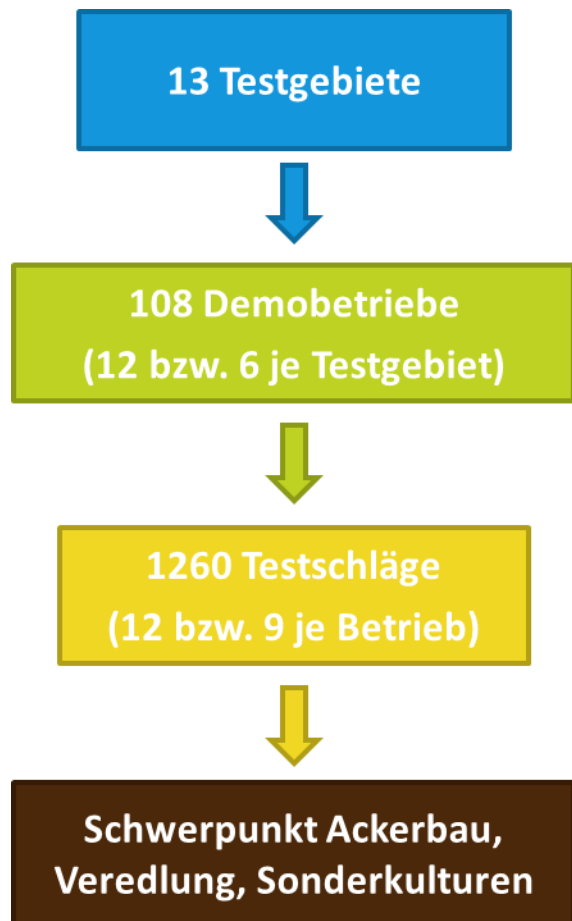 13 Testgebiete
108 Demobetriebe
(12 bzw. 6 je Testgebiet)
1260 Testschläge
(12 bzw. 9 je Betrieb)
Schwerpunkt Ackerbau,
Veredlung, Sonderkulturen